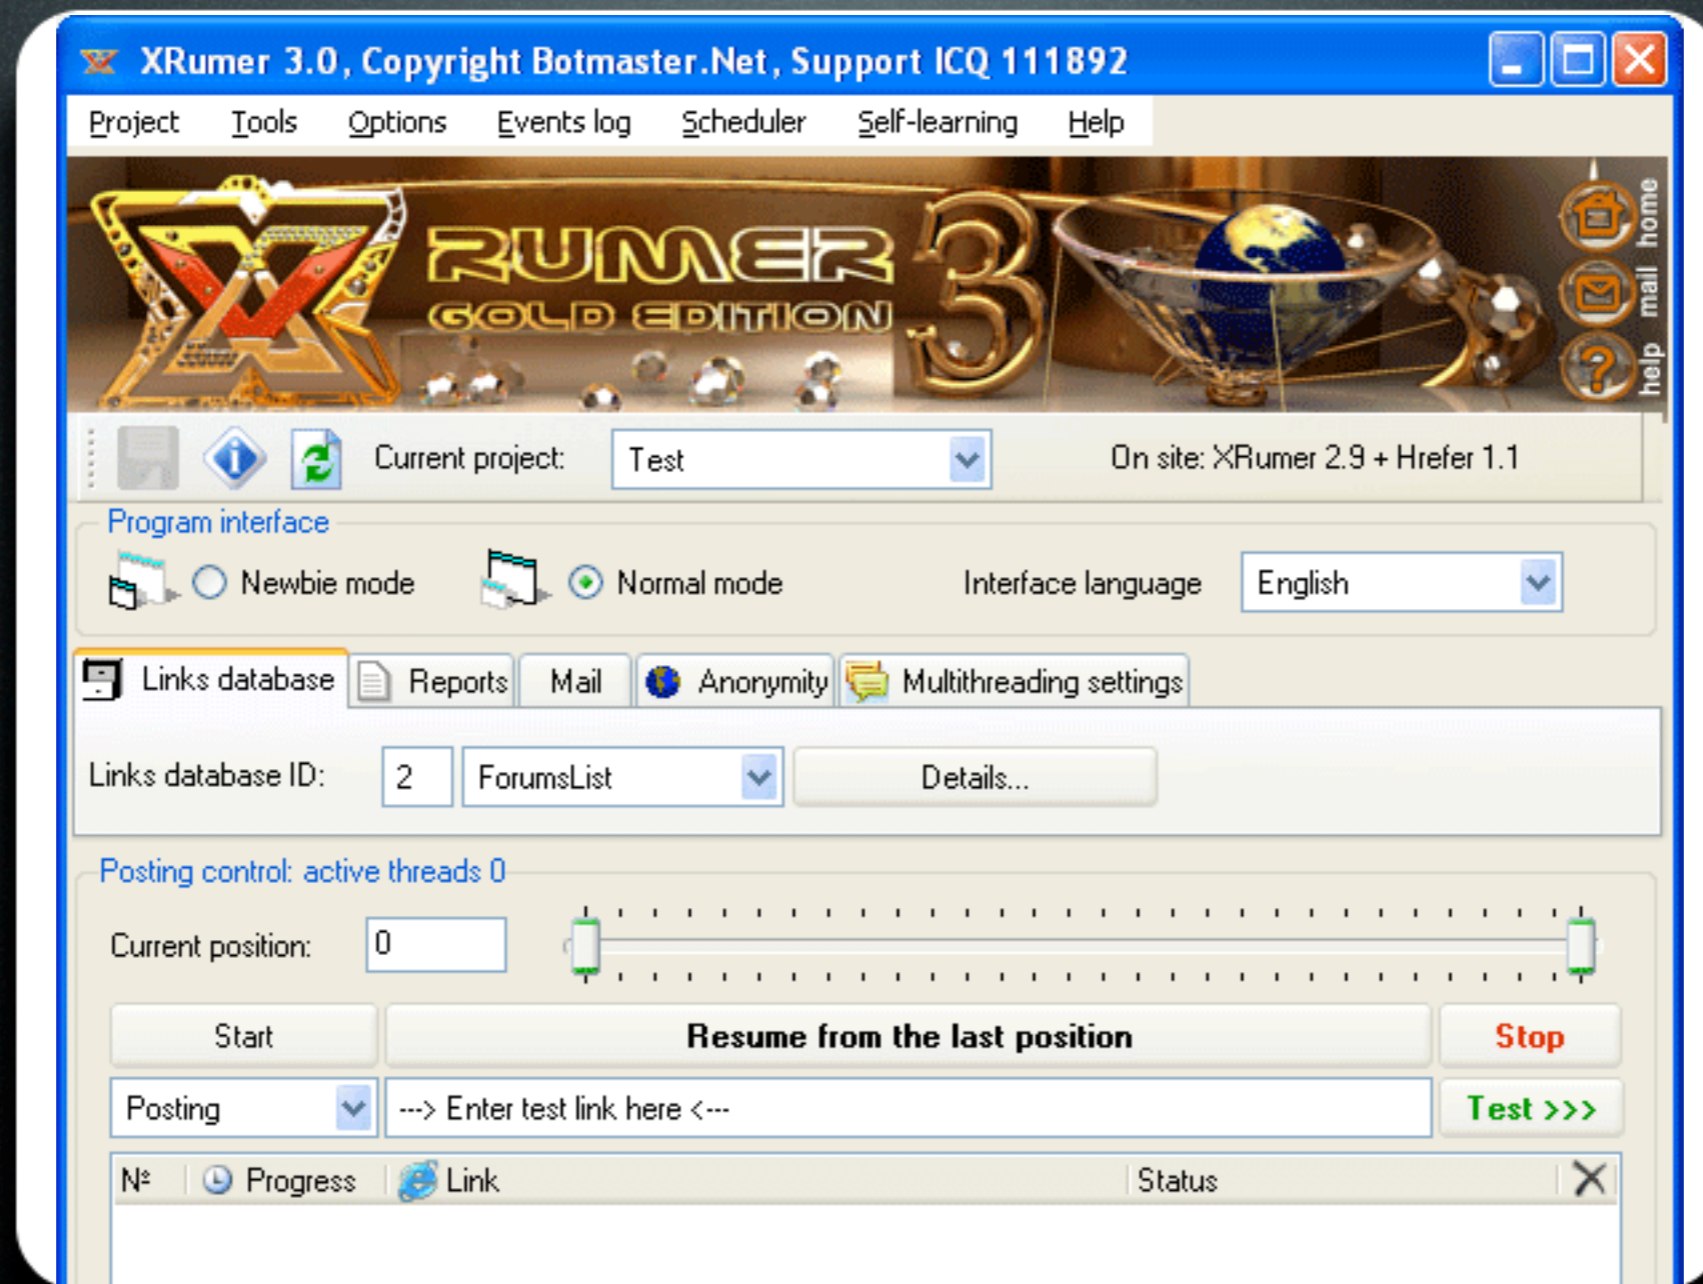 XRumer 3.0, Copyright Botmaster.Net, Support ICQ 111892
Project Tools Options Events log Scheduler Self-learning Help
RUMER 3
GOLD EDITION
home
mail
help
Current project: Test On site: XRumer 2.9 + Hrefer 1.1
Program interface
Newbie mode Normal mode Interface language English
Links database Reports Mail Anonymity Multithreading settings
Links database ID: 2 ForumsList Details...
Posting control: active threads 0
Current position: 0
Start Resume from the last position Stop
Posting ---> Enter test link here <--- Test >>>
Nº Progress Link Status